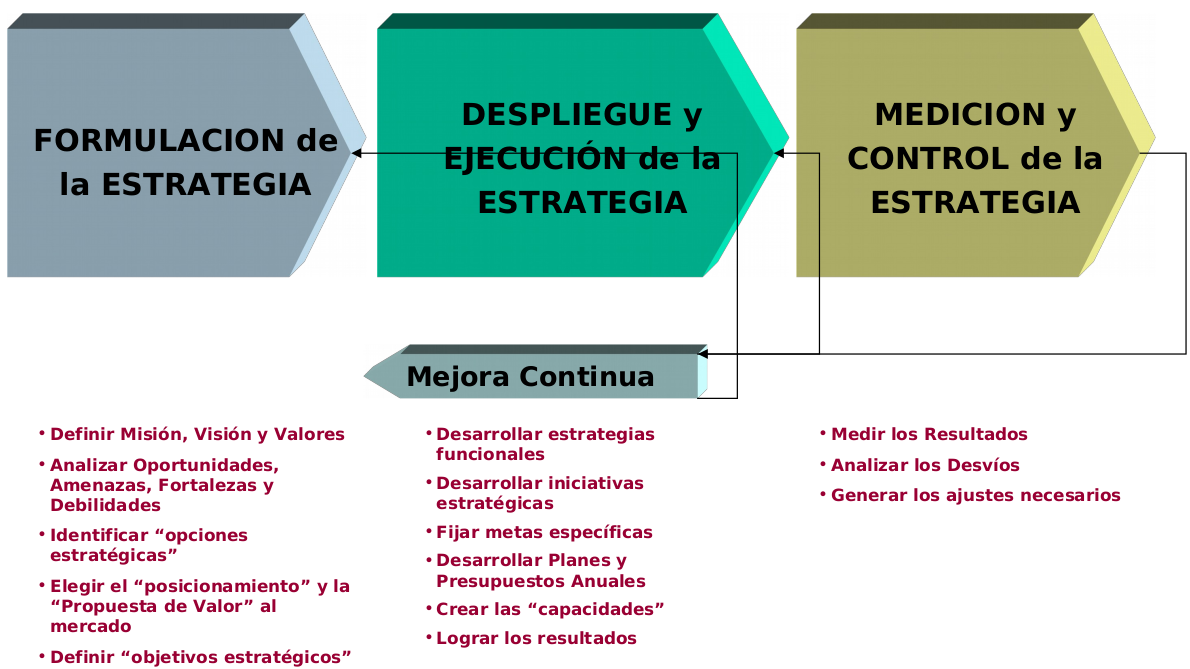 FORMULACION de
la ESTRATEGIA
DESPLIEGUE y
EJECUCIÓN de la
ESTRATEGIA
MEDICION y
CONTROL de la
ESTRATEGIA
Mejora Continua
• Definir Misión, Visión y Valores
• Analizar Oportunidades,
Amenazas, Fortalezas y
Debilidades
• Identificar “opciones
estratégicas”
• Elegir el “posicionamiento” y la
“Propuesta de Valor” al
mercado
• Definir “objetivos estratégicos”
• Desarrollar estrategias
funcionales
• Desarrollar iniciativas
estratégicas
• Fijar metas específicas
• Desarrollar Planes y
Presupuestos Anuales
• Crear las “capacidades”
• Lograr los resultados
• Medir los Resultados
• Analizar los Desvíos
• Generar los ajustes necesarios